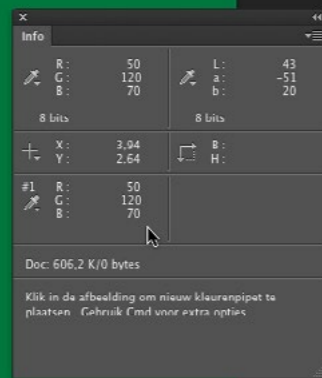 Info
R: 50 L: 43
G: 120 a: -51
B: 70 b: 20
8 bits 8 bits
X: 3,94 B:
Y: 2.64 H:
#1 R: 50
G: 120
B: 70
Doc: 606,2 K/0 bytes
Klik in de afbeelding om nieuw kleurenpipet te
plaatsen. Gebruik Cmd voor extra opties.